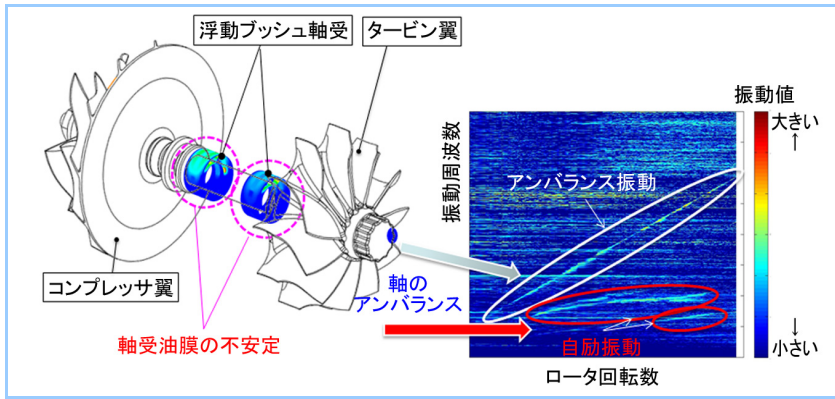 浮動ブッシュ軸受
タービン翼
コンプレッサ翼
軸受油膜の不安定
軸の
アンバランス
振動値
大きい
↑
↓
小さい
振動周波数
アンバランス振動
自励振動
ロータ回転数